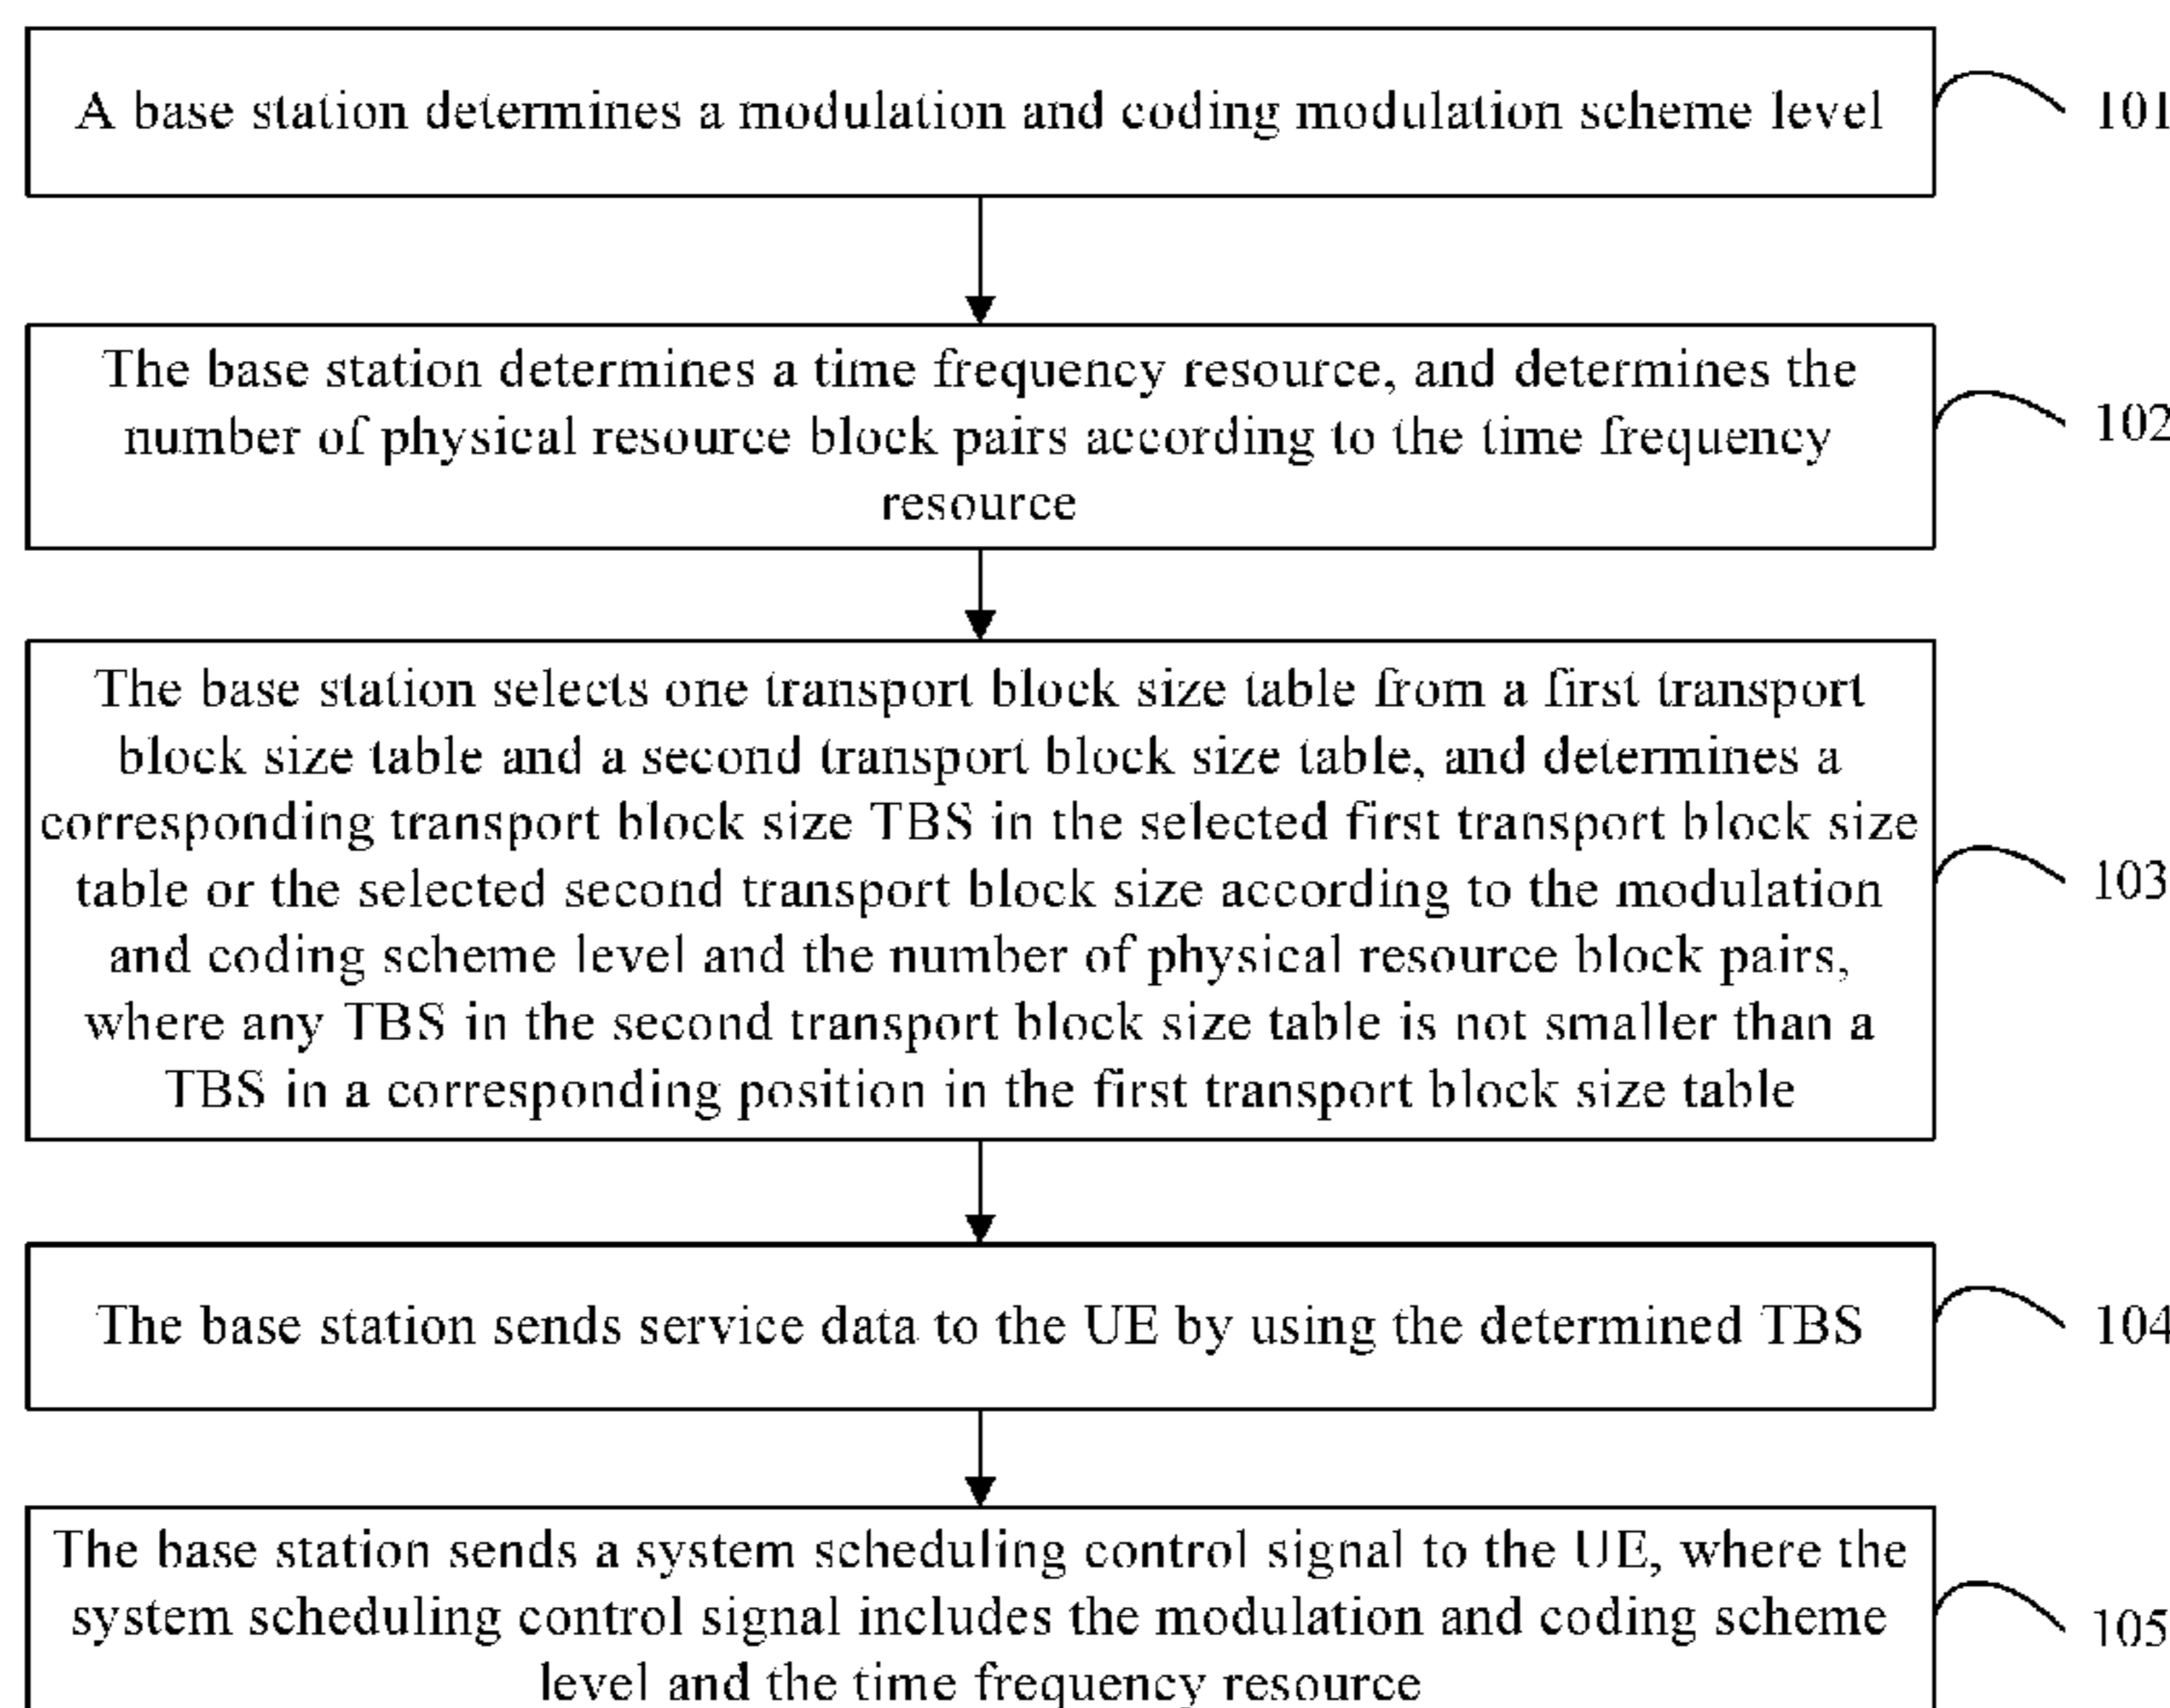 A base station determines a modulation and coding modulation scheme level
101
The base station determines a time frequency resource, and determines the
number of physical resource block pairs according to the time frequency
resource
102
The base station selects one transport block size table from a first transport
block size table and a second transport block size table, and determines a
corresponding transport block size TBS in the selected first transport block size
table or the selected second transport block size according to the modulation
and coding scheme level and the number of physical resource block pairs,
where any TBS in the second transport block size table is not smaller than a
TBS in a corresponding position in the first transport block size table
103
The base station sends service data to the UE by using the determined TBS
104
The base station sends a system scheduling control signal to the UE, where the
system scheduling control signal includes the modulation and coding scheme
level and the time frequency resource
105